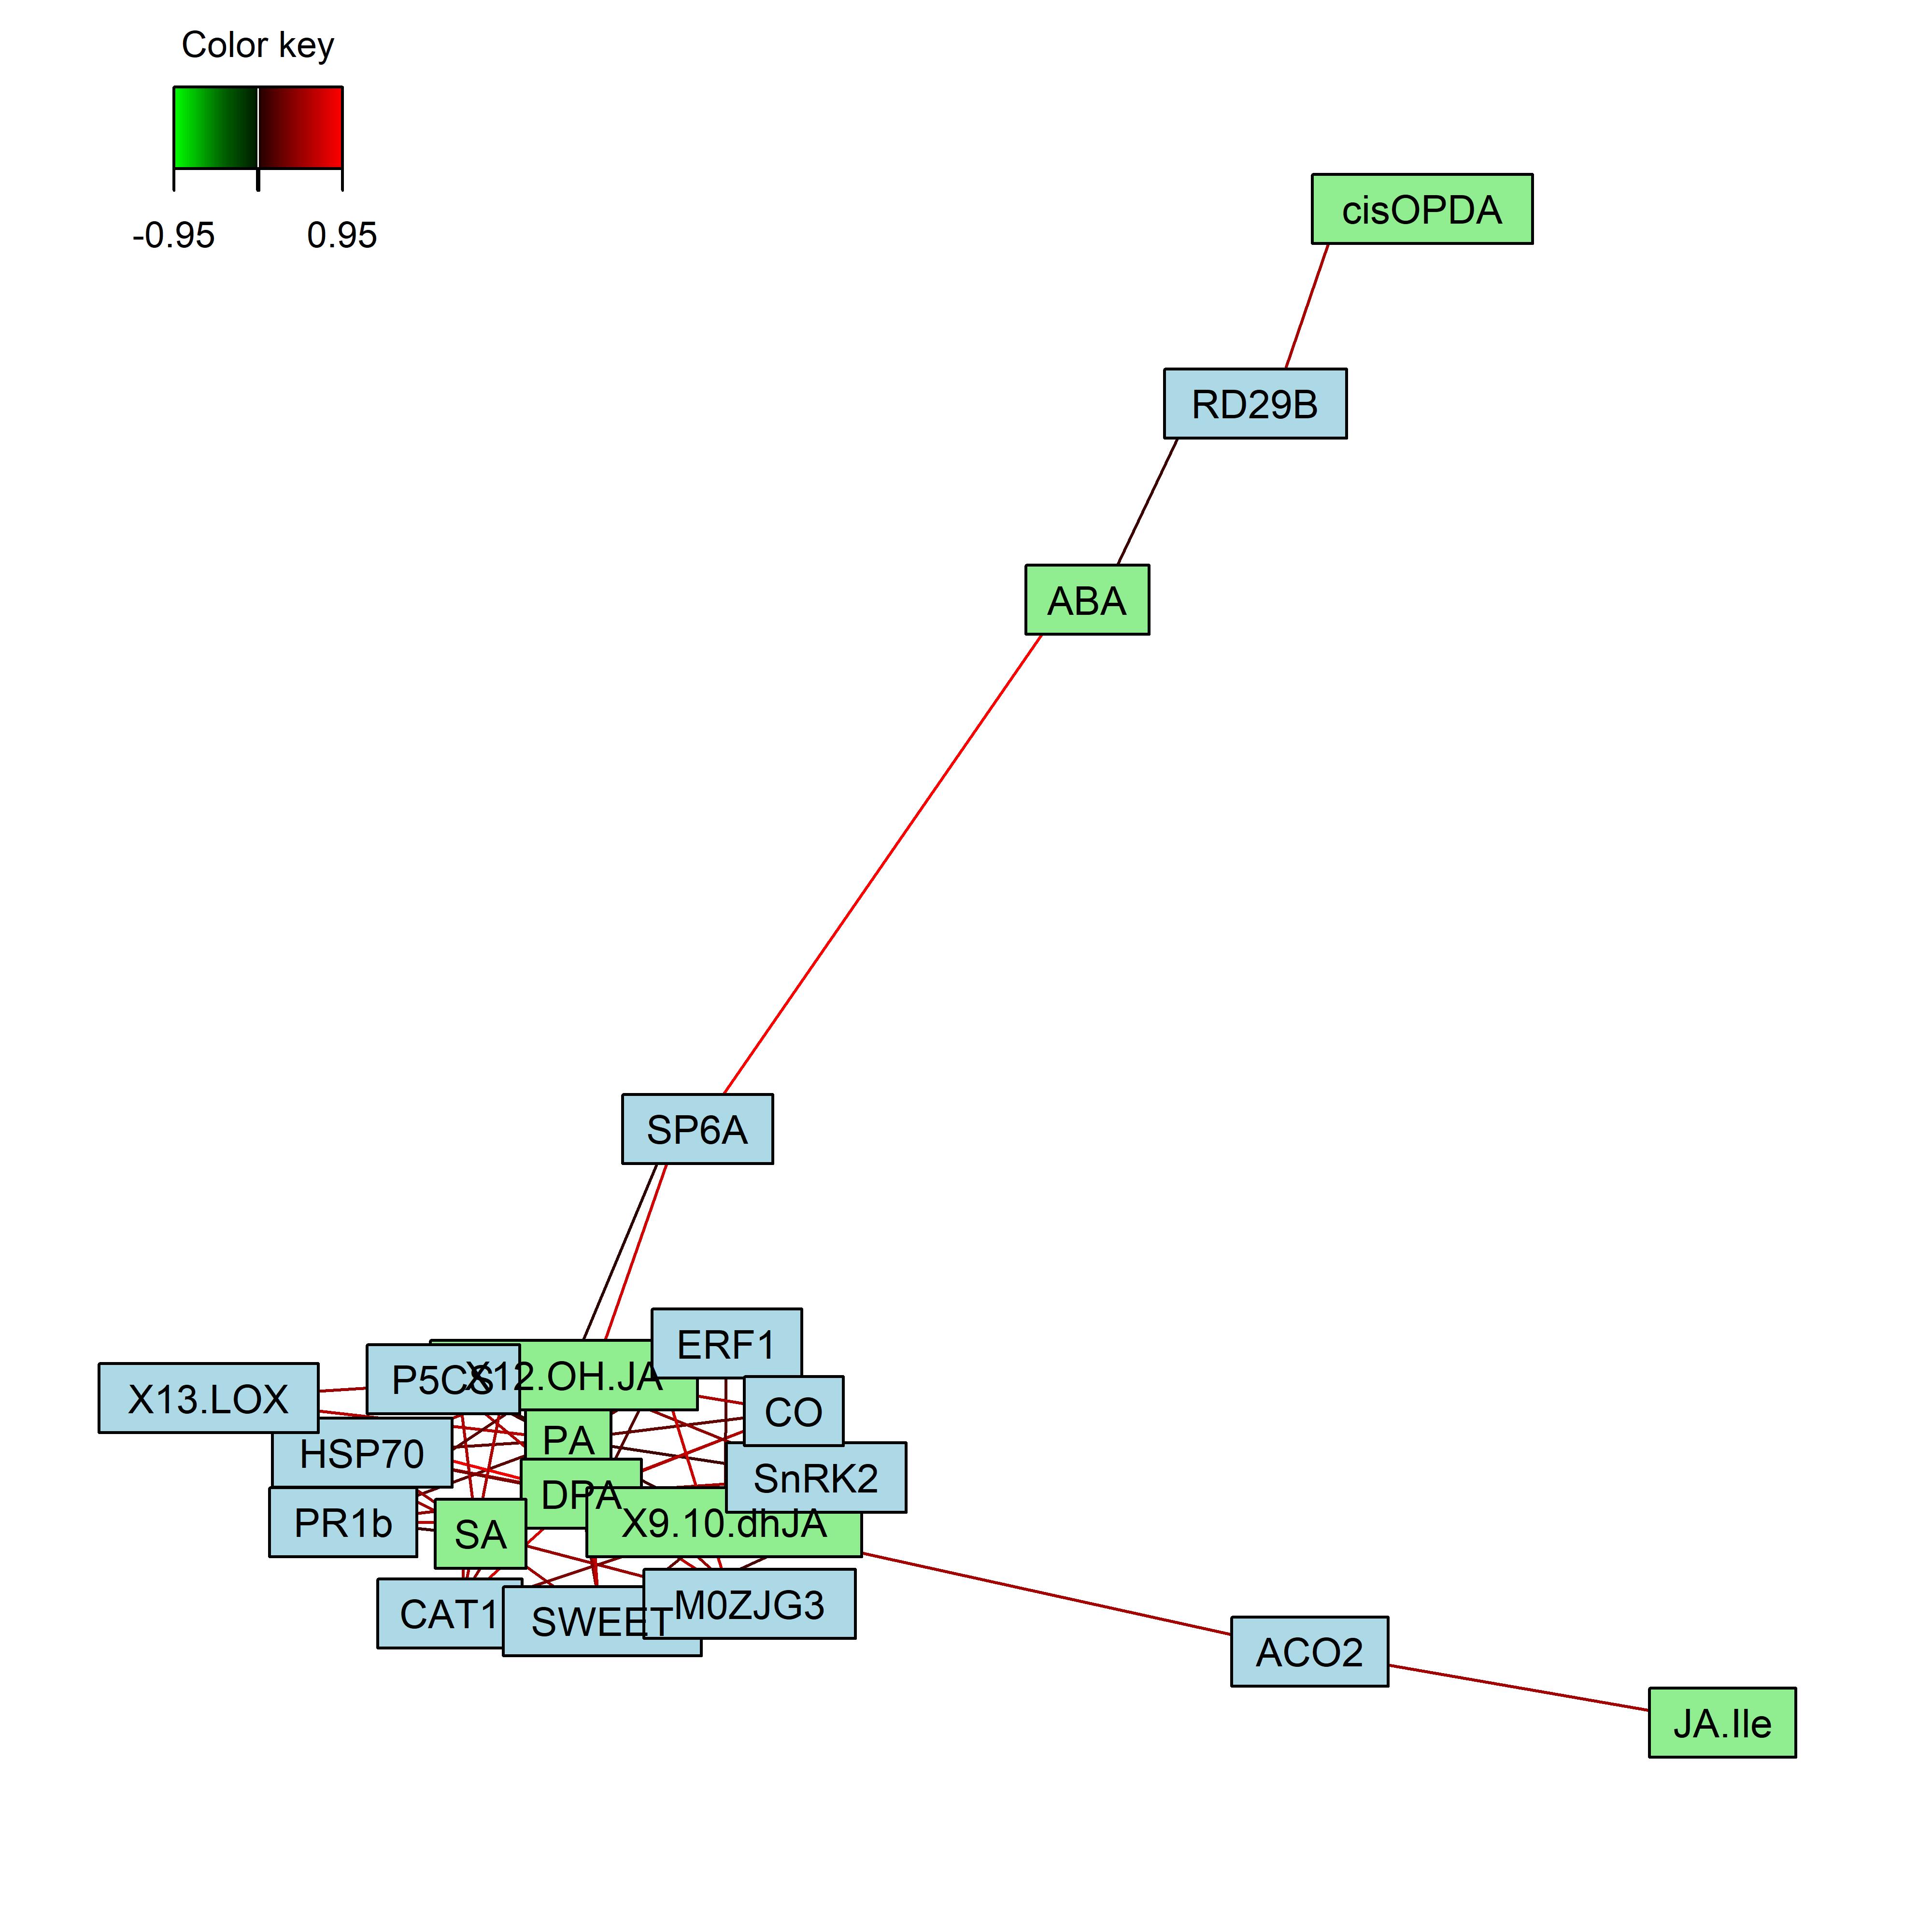 Color key
-0.95 0.95
cisOPDA
RD29B
ABA
SP6A
ERF1
P5CS
X12.OH.JA
X13.LOX
CO
PA
HSP70
SnRK2
DPA
PR1b
X9.10.dhJA
SA
M0ZJG3
CAT1
SWEET
ACO2
JA.Ile